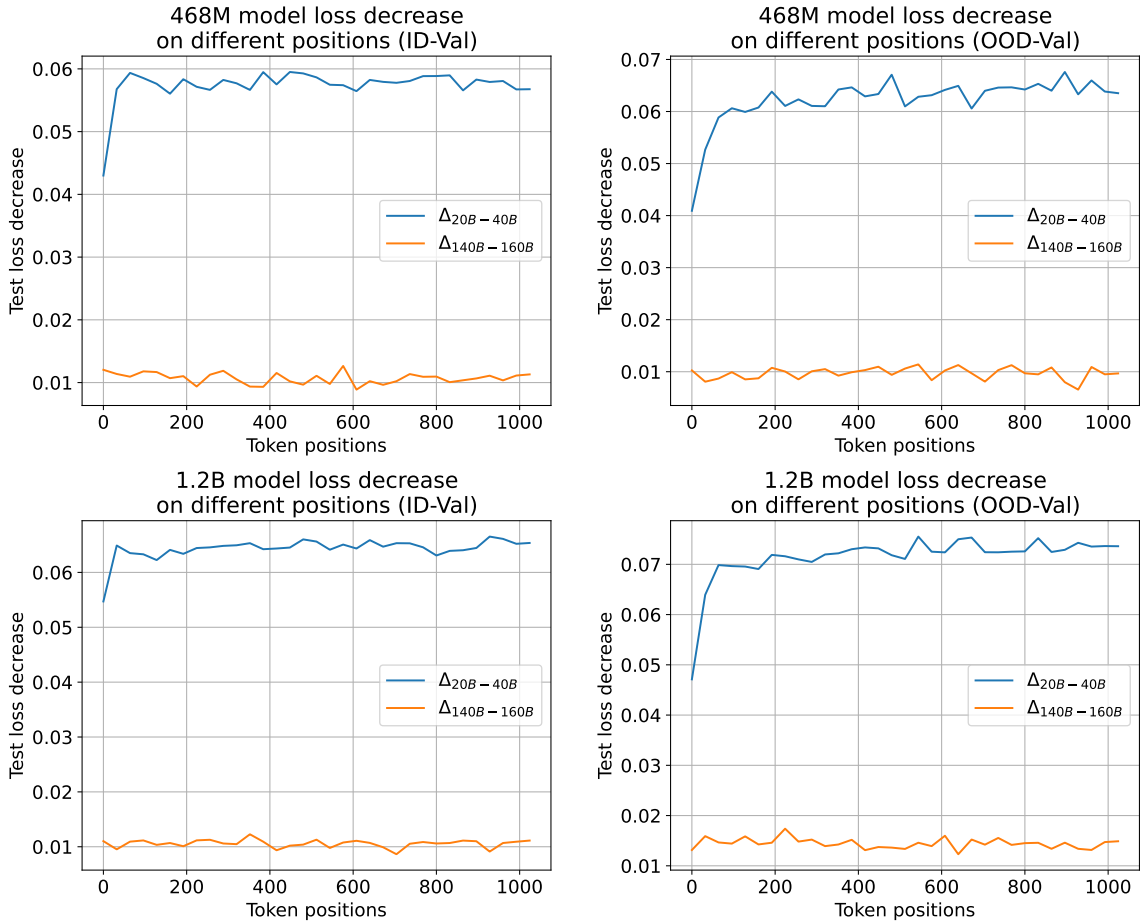 468M model loss decrease
on different positions (ID-Val)
Test loss decrease
0.06
0.05
0.04
0.03
0.02
0.01
Δ20B−40B
Δ140B−160B
0 200 400 600 800 1000
Token positions
468M model loss decrease
on different positions (OOD-Val)
Test loss decrease
0.07
0.06
0.05
0.04
0.03
0.02
0.01
Δ20B−40B
Δ140B−160B
0 200 400 600 800 1000
Token positions
1.2B model loss decrease
on different positions (ID-Val)
Test loss decrease
0.06
0.05
0.04
0.03
0.02
0.01
Δ20B−40B
Δ140B−160B
0 200 400 600 800 1000
Token positions
1.2B model loss decrease
on different positions (OOD-Val)
Test loss decrease
0.07
0.06
0.05
0.04
0.03
0.02
0.01
Δ20B−40B
Δ140B−160B
0 200 400 600 800 1000
Token positions